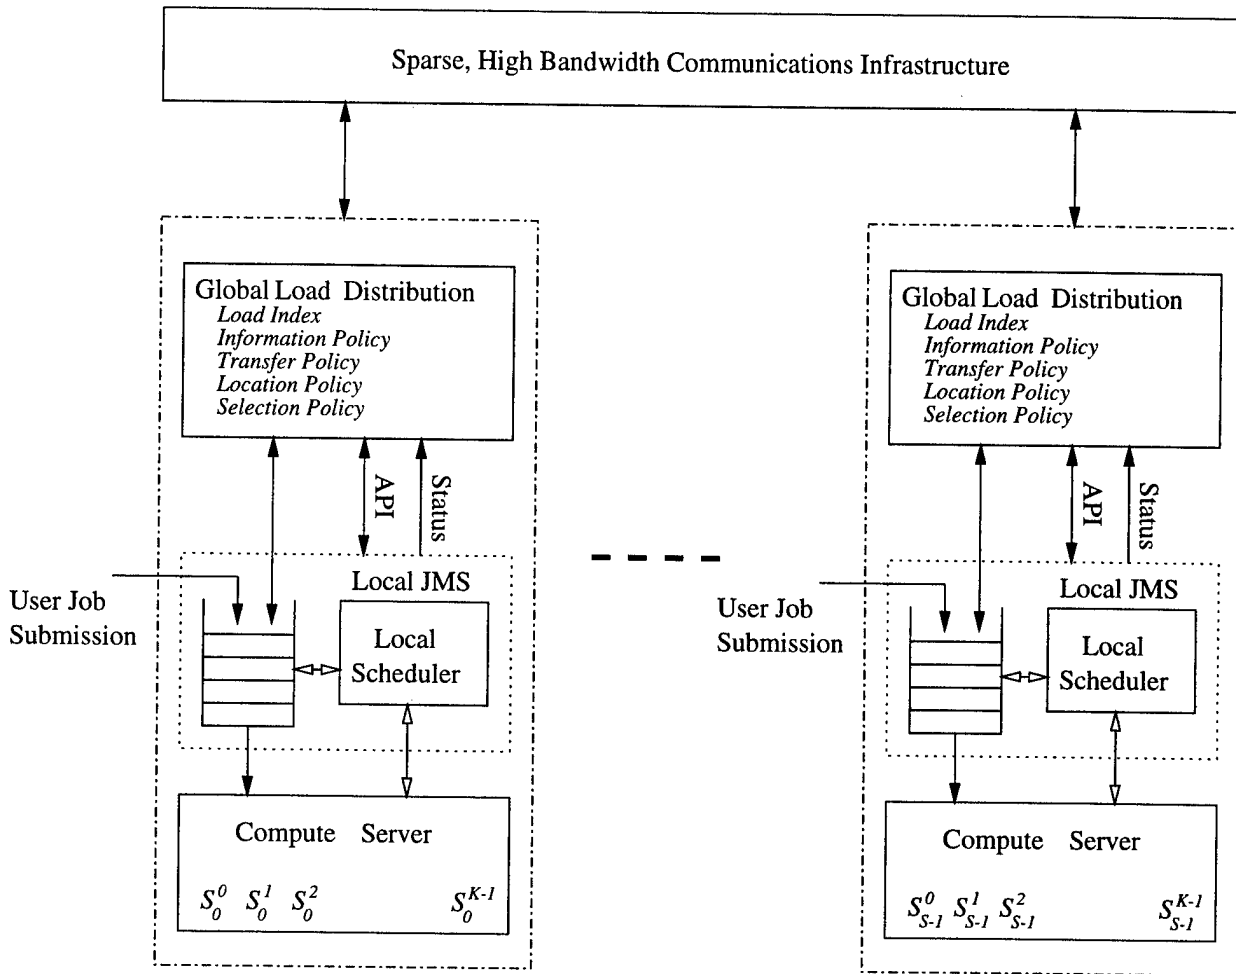 Sparse, High Bandwidth Communications Infrastructure
Global Load Distribution
Load Index
Information Policy
Transfer Policy
Location Policy
Selection Policy
API
Status
Local JMS
User Job
Submission
Local
Scheduler
Compute Server
S_0^0 S_0^1 S_0^2 S_0^{K-1}
Global Load Distribution
Load Index
Information Policy
Transfer Policy
Location Policy
Selection Policy
API
Status
Local JMS
User Job
Submission
Local
Scheduler
Compute Server
S_{S-1}^0 S_{S-1}^1 S_{S-1}^2 S_{S-1}^{K-1}